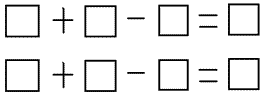 □ + □ − □ = □
□ + □ − □ = □